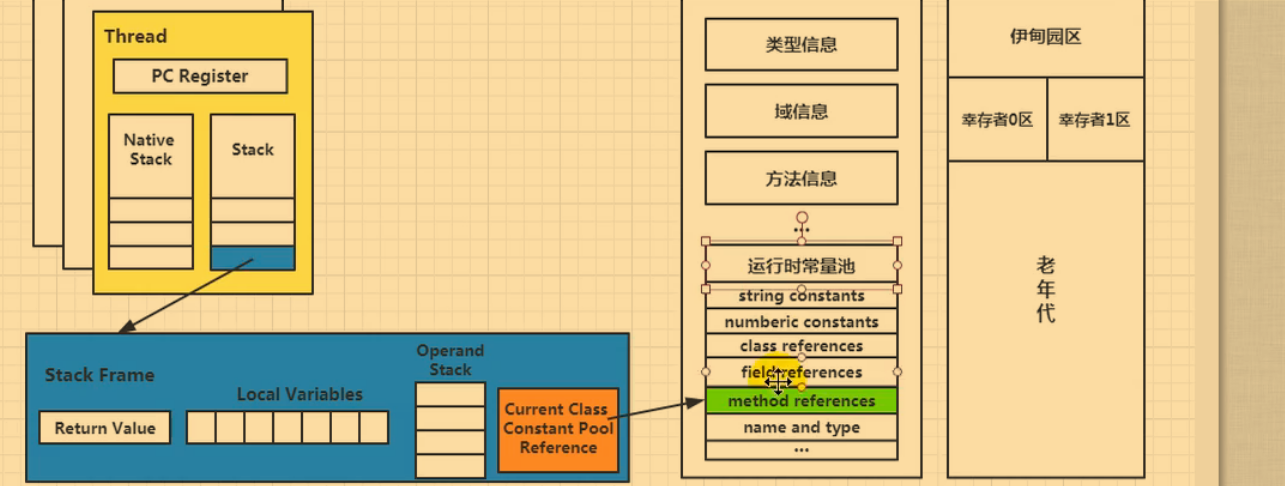 Thread
PC Register
Native
Stack
Stack
Stack Frame
Return Value
Local Variables
Operand
Stack
Current Class
Constant Pool
Reference
类型信息
域信息
方法信息
...
运行时常量池
string constants
numberic constants
class references
field references
method references
name and type
...
伊甸园区
幸存者0区
幸存者1区
老
年
代